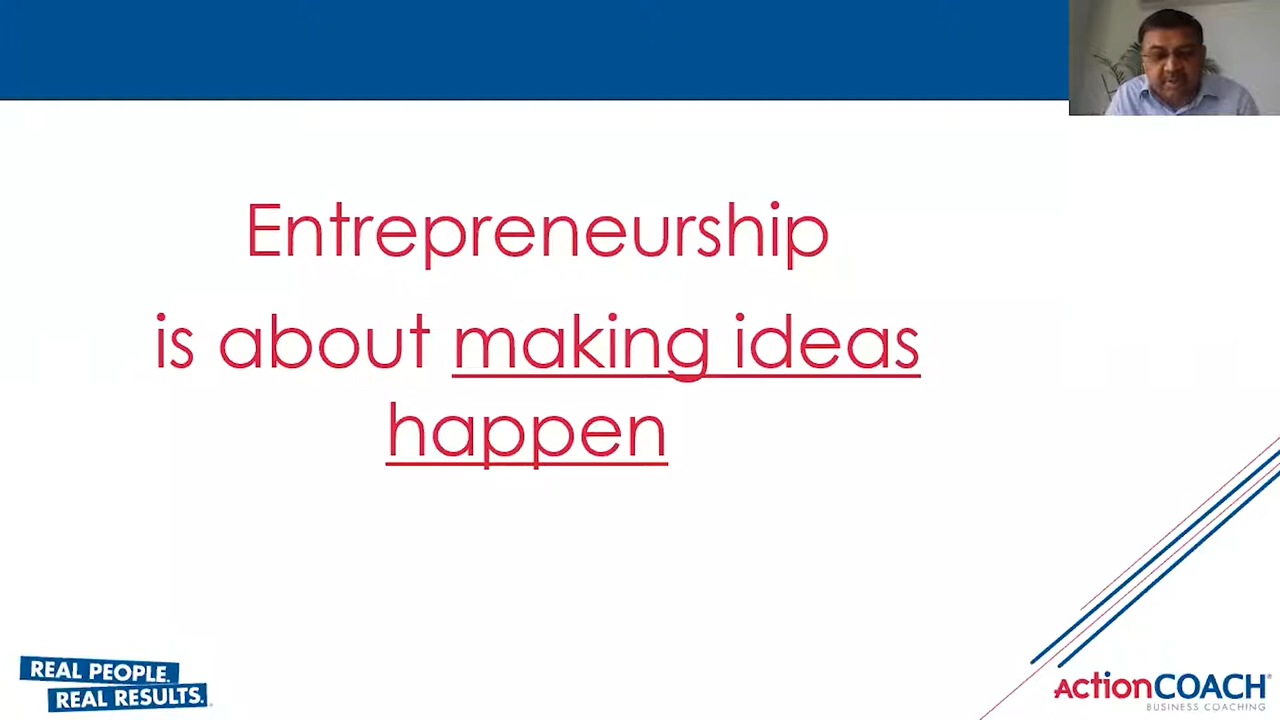 Entrepreneurship
is about making ideas
happen
REAL PEOPLE.
REAL RESULTS.
ActionCOACH®
BUSINESS COACHING